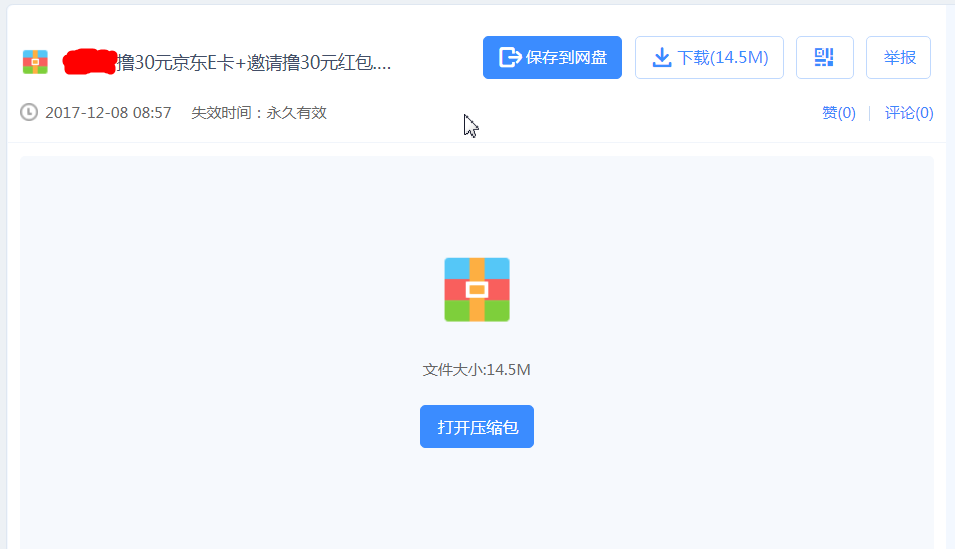 撸30元京东E卡+邀请撸30元红包....
保存到网盘
下载(14.5M)
举报
2017-12-08 08:57 失效时间：永久有效
赞(0) | 评论(0)
文件大小:14.5M
打开压缩包